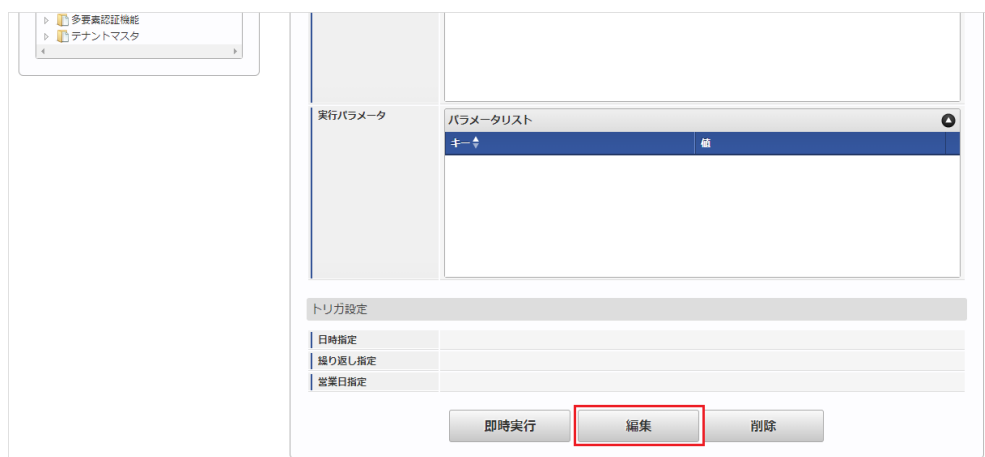 多要素認証機能
テナントマスタ
実行パラメータ
パラメータリスト
キー
値
トリガ設定
日時指定
繰り返し指定
営業日指定
即時実行
編集
削除